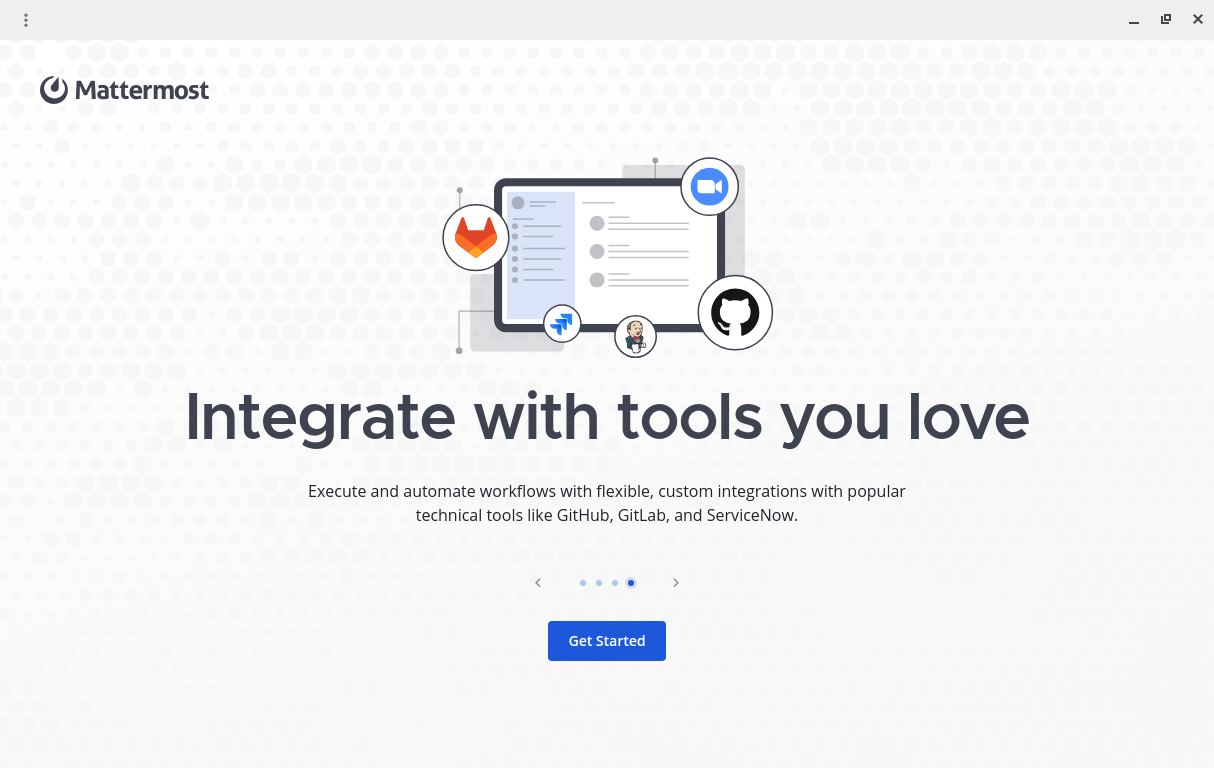 Mattermost
Integrate with tools you love
Execute and automate workflows with flexible, custom integrations with popular
technical tools like GitHub, GitLab, and ServiceNow.
Get Started